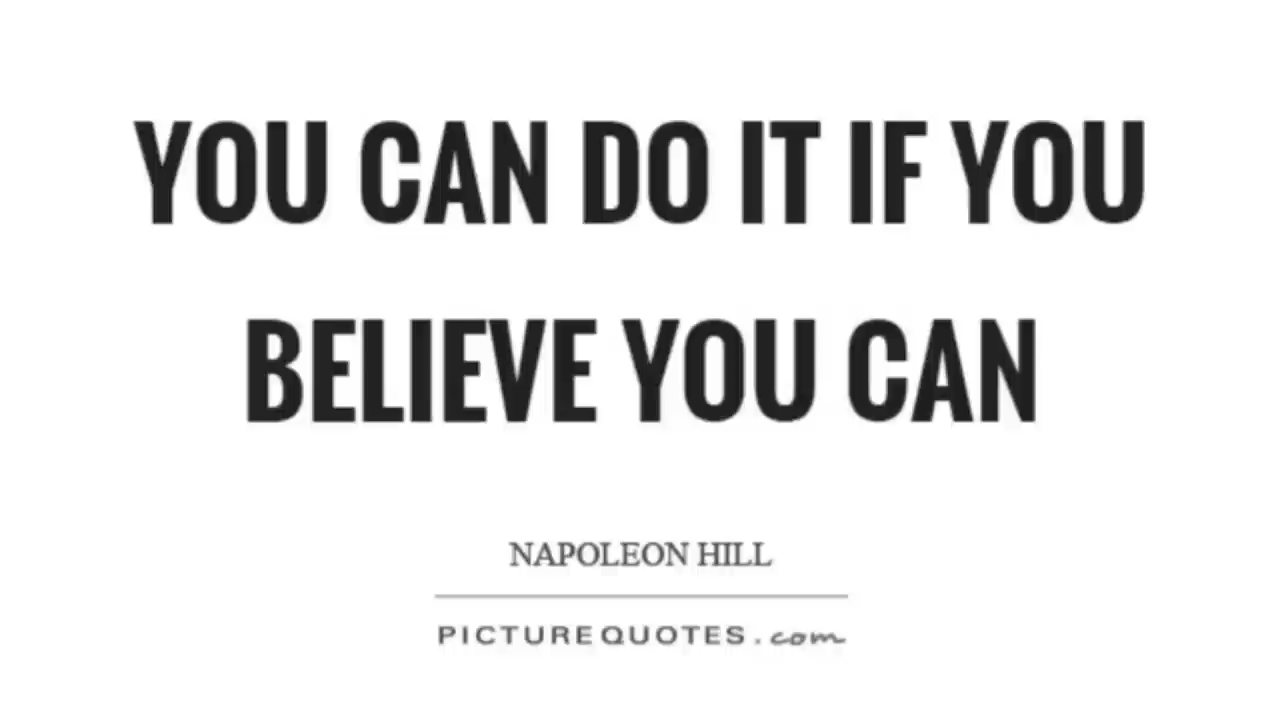 YOU CAN DO IT IF YOU
BELIEVE YOU CAN
NAPOLEON HILL
PICTUREQUOTES.com